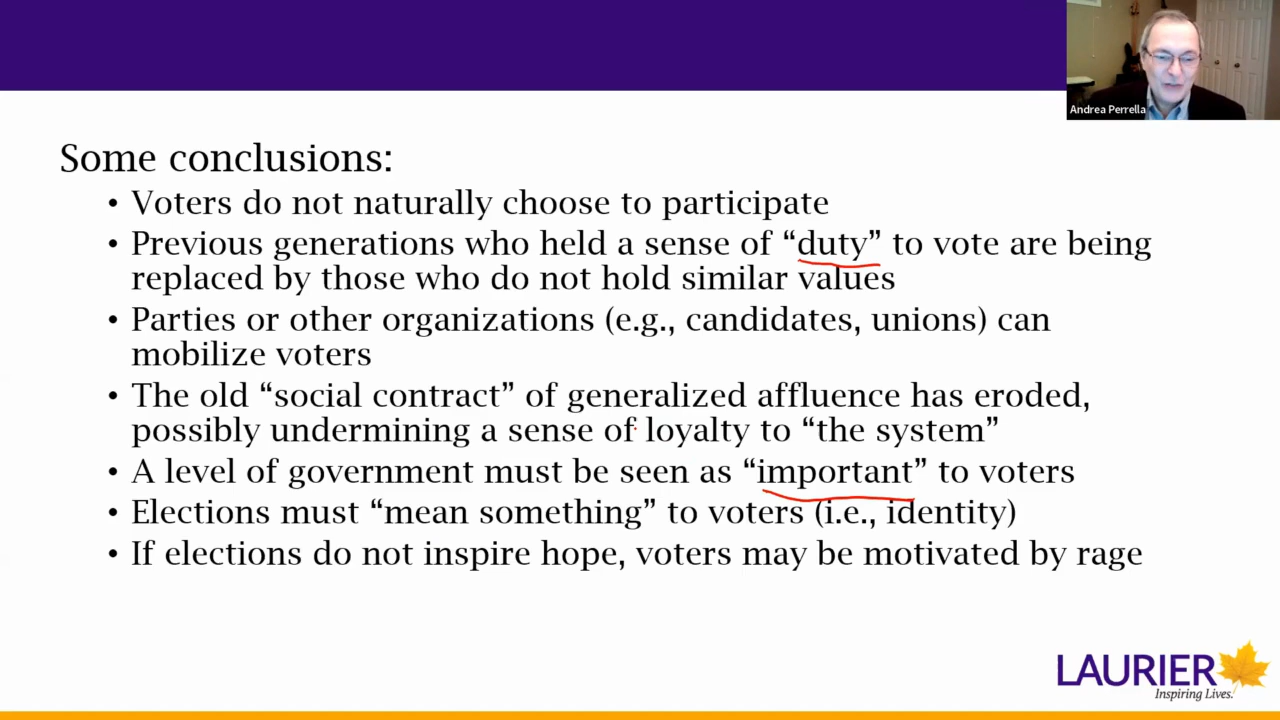 Andrea Perrella
Some conclusions:
• Voters do not naturally choose to participate
• Previous generations who held a sense of “duty” to vote are being
replaced by those who do not hold similar values
• Parties or other organizations (e.g., candidates, unions) can
mobilize voters
• The old “social contract” of generalized affluence has eroded,
possibly undermining a sense of loyalty to “the system”
• A level of government must be seen as “important” to voters
• Elections must “mean something” to voters (i.e., identity)
• If elections do not inspire hope, voters may be motivated by rage
LAURIER
Inspiring Lives.